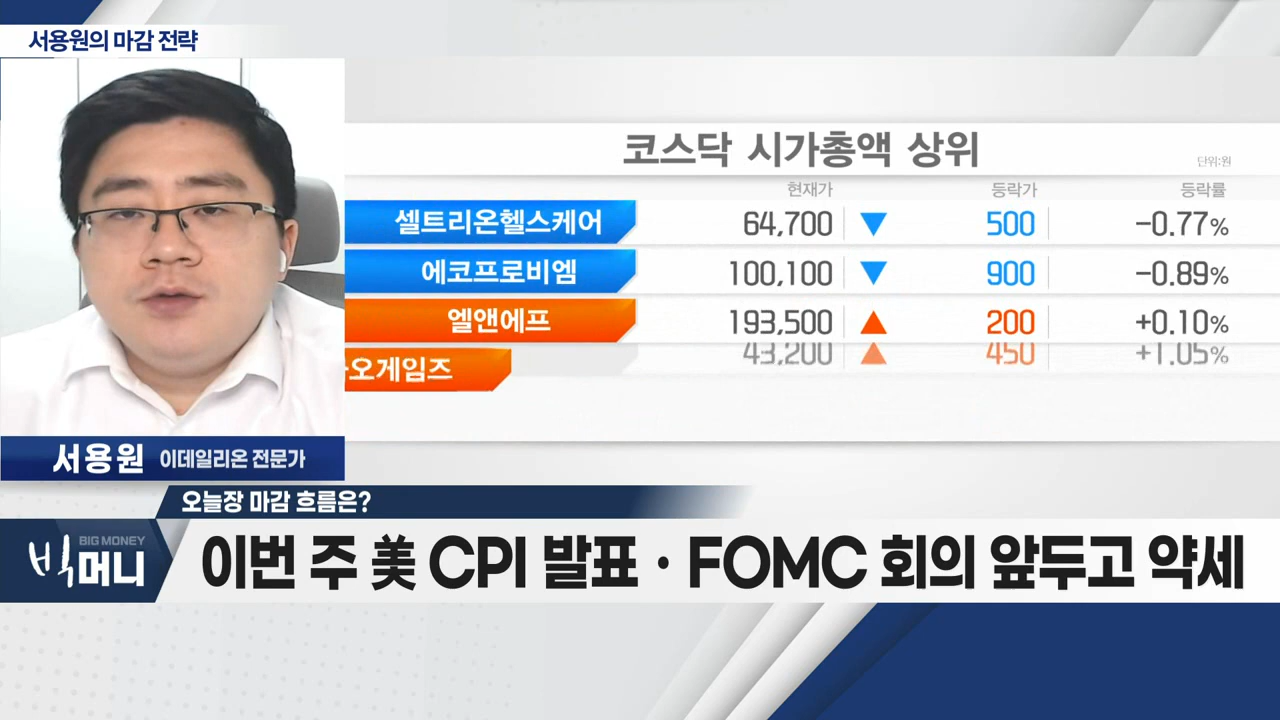 서용원의 마감 전략
코스닥 시가총액 상위
단위:원
현재가 등락가 등락률
셀트리온헬스케어 64,700 ▼ 500 -0.77%
에코프로비엠 100,100 ▼ 900 -0.89%
엘앤에프 193,500 ▲ 200 +0.10%
오게임즈 43,200 ▲ 450 +1.05%
서용원 이데일리온 전문가
오늘장 마감 흐름은?
BIG MONEY
빅머니
이번 주 美 CPI 발표·FOMC 회의 앞두고 약세